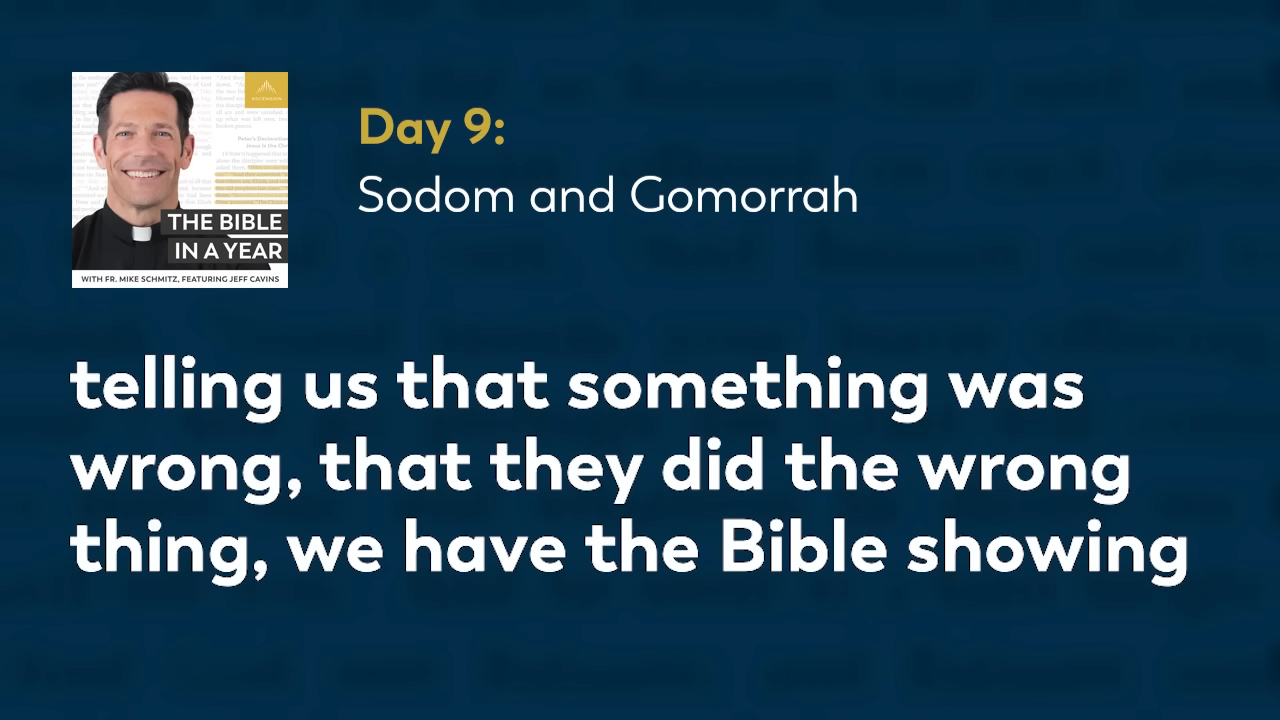 ASCENSION
Day 9:
Sodom and Gomorrah
THE BIBLE
IN A YEAR
WITH FR. MIKE SCHMITZ, FEATURING JEFF CAVINS
telling us that something was
wrong, that they did the wrong
thing, we have the Bible showing